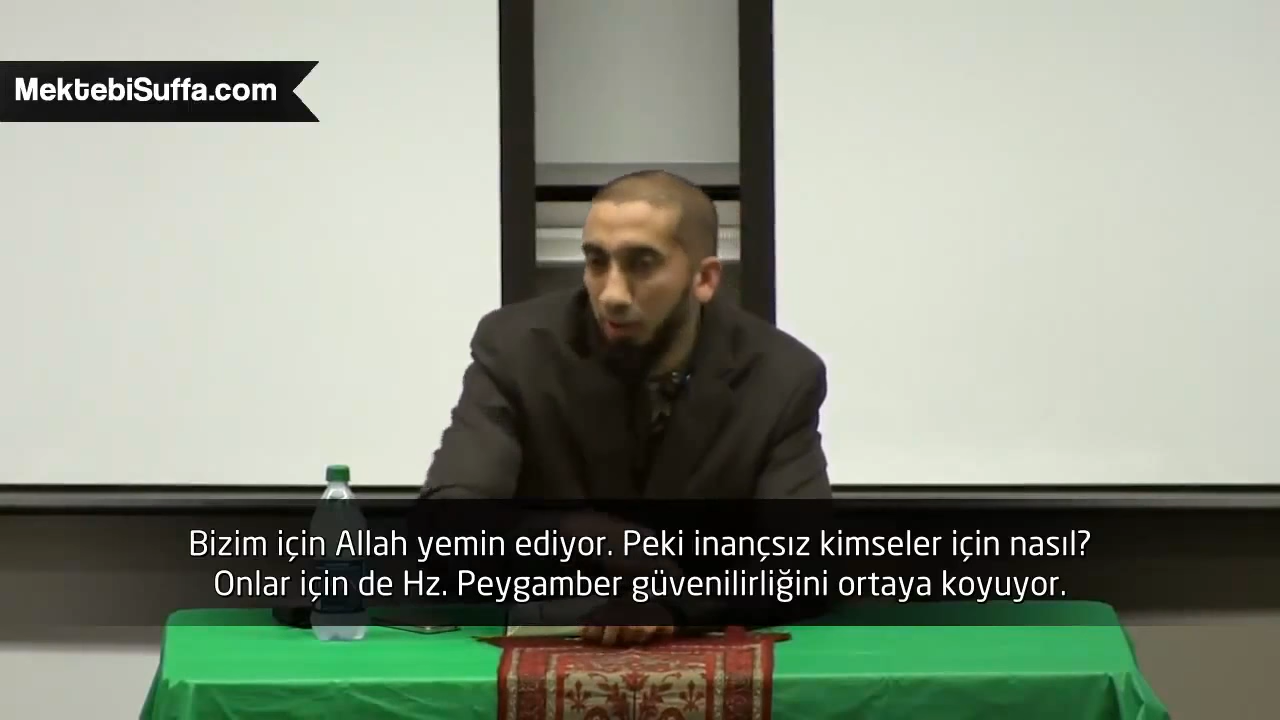 MektebiSuffa.com
Bizim için Allah yemin ediyor. Peki inançsız kimseler için nasıl?
Onlar için de Hz. Peygamber güvenilirliğini ortaya koyuyor.